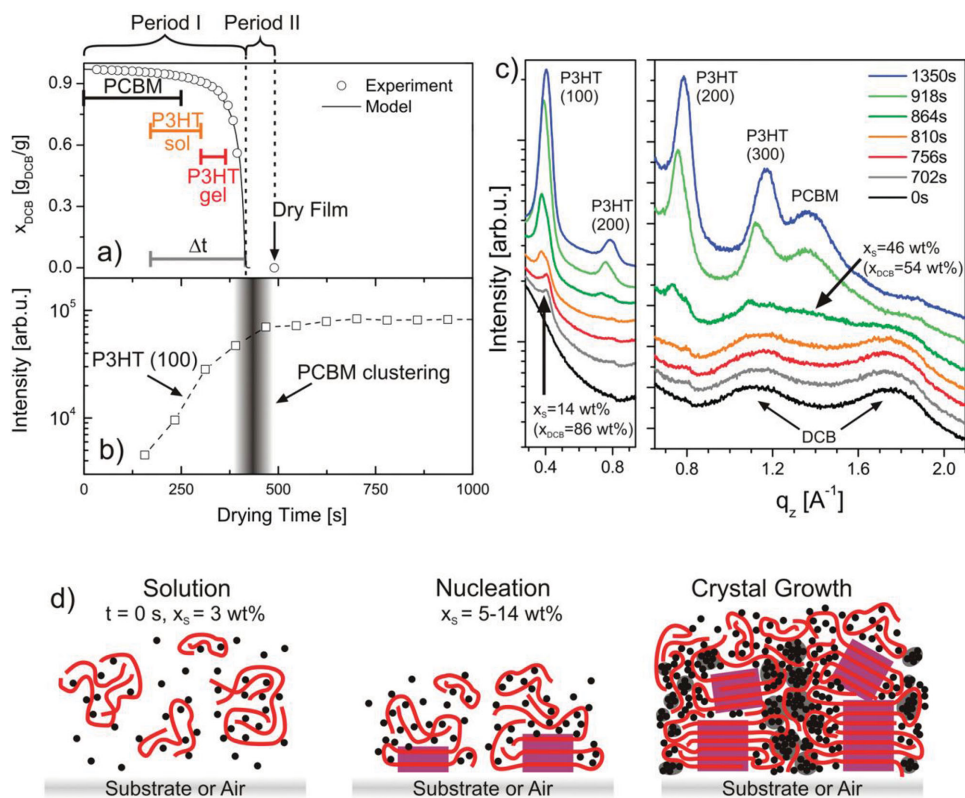 Period I Period II
a)
x_DCB [g_DCB/g]
0.9
0.6
0.3
0.0
PCBM
P3HT
sol
P3HT
gel
Δt
Experiment
Model
Dry Film
b)
Intensity [arb.u.]
10^5
10^4
P3HT (100)
PCBM clustering
0 250 500 750 1000
Drying Time [s]
c)
Intensity [arb.u.]
P3HT
(100)
P3HT
(200)
x_S=14 wt%
(x_DCB=86 wt%)
0.4 0.8
P3HT
(200)
P3HT
(300)
PCBM
1350s
918s
864s
810s
756s
702s
0s
x_S=46 wt%
(x_DCB=54 wt%)
DCB
0.8 1.2 1.6 2.0
q_z [A^-1]
d)
Solution
t = 0 s, x_S = 3 wt%
Substrate or Air
Nucleation
x_S = 5-14 wt%
Substrate or Air
Crystal Growth
Substrate or Air